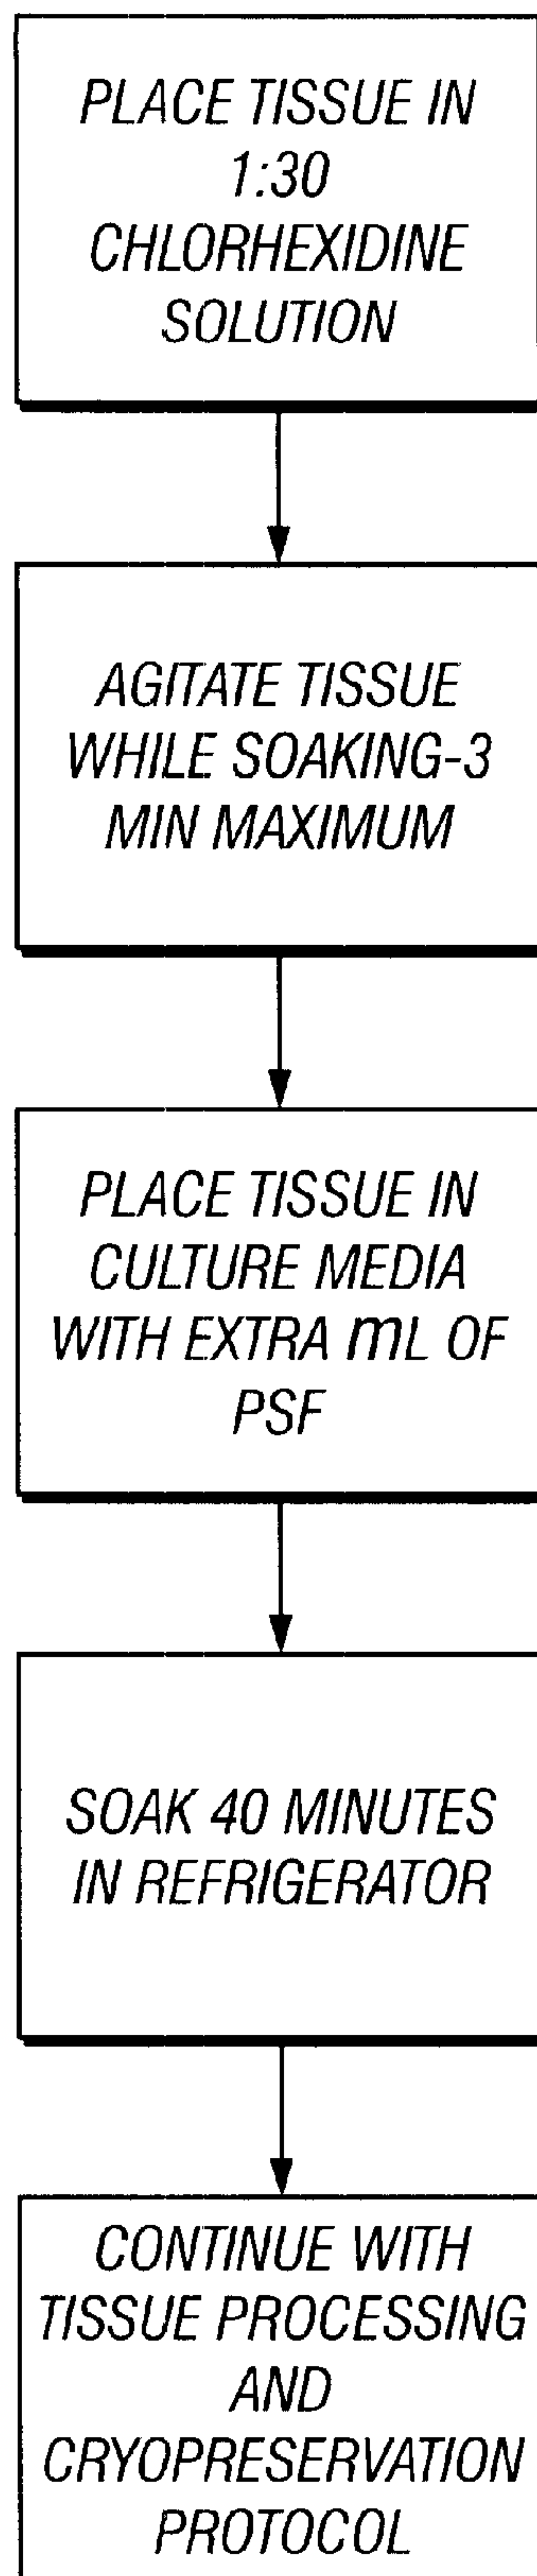 PLACE TISSUE IN
1:30
CHLORHEXIDINE
SOLUTION
AGITATE TISSUE
WHILE SOAKING-3
MIN MAXIMUM
PLACE TISSUE IN
CULTURE MEDIA
WITH EXTRA mL OF
PSF
SOAK 40 MINUTES
IN REFRIGERATOR
CONTINUE WITH
TISSUE PROCESSING
AND
CRYOPRESERVATION
PROTOCOL